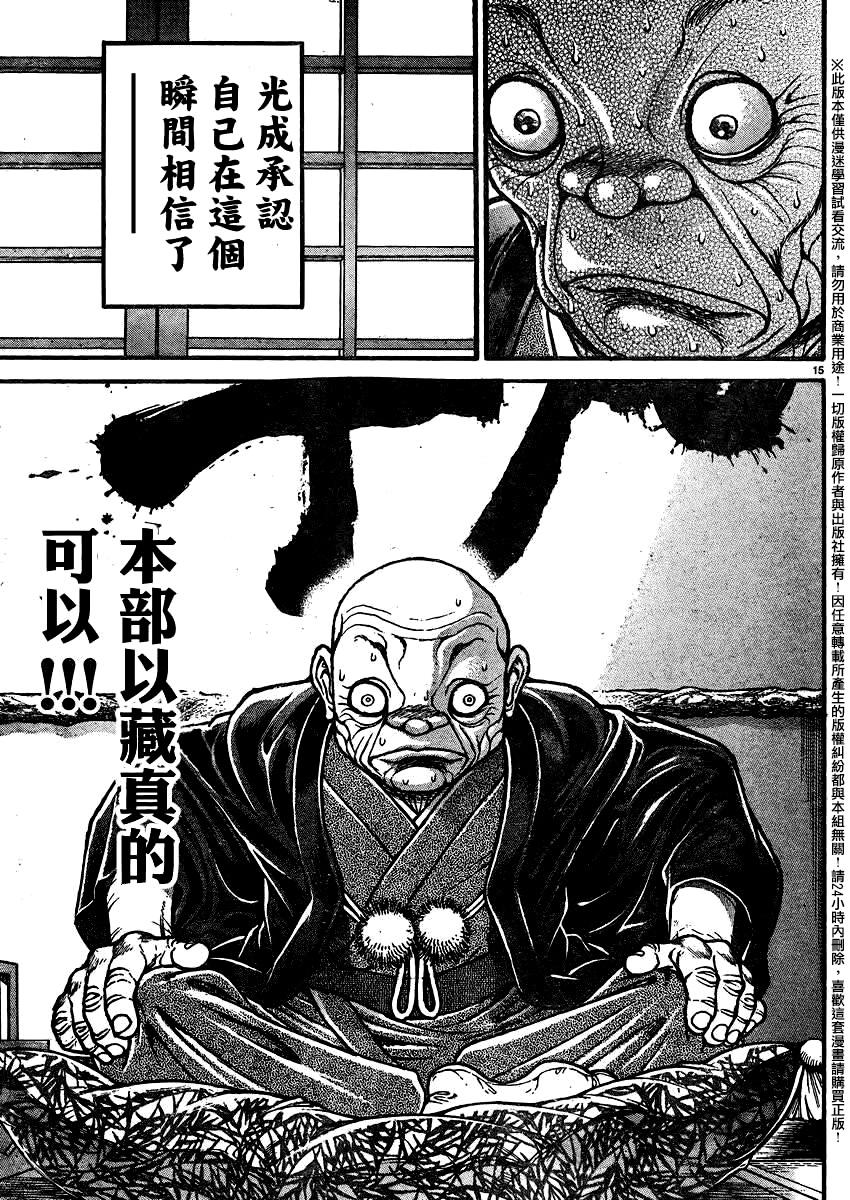 光成承認
自己在這個
瞬間相信了
——
15
本部以藏真的
可以!!!
※此版本僅供漫迷學習試看交流，請勿用於商業用途！一切版權歸原作者與出版社擁有！因任意轉載所產生的版權糾紛都與本組無關！請24小時內刪除，喜歡這套漫畫請購買正版！